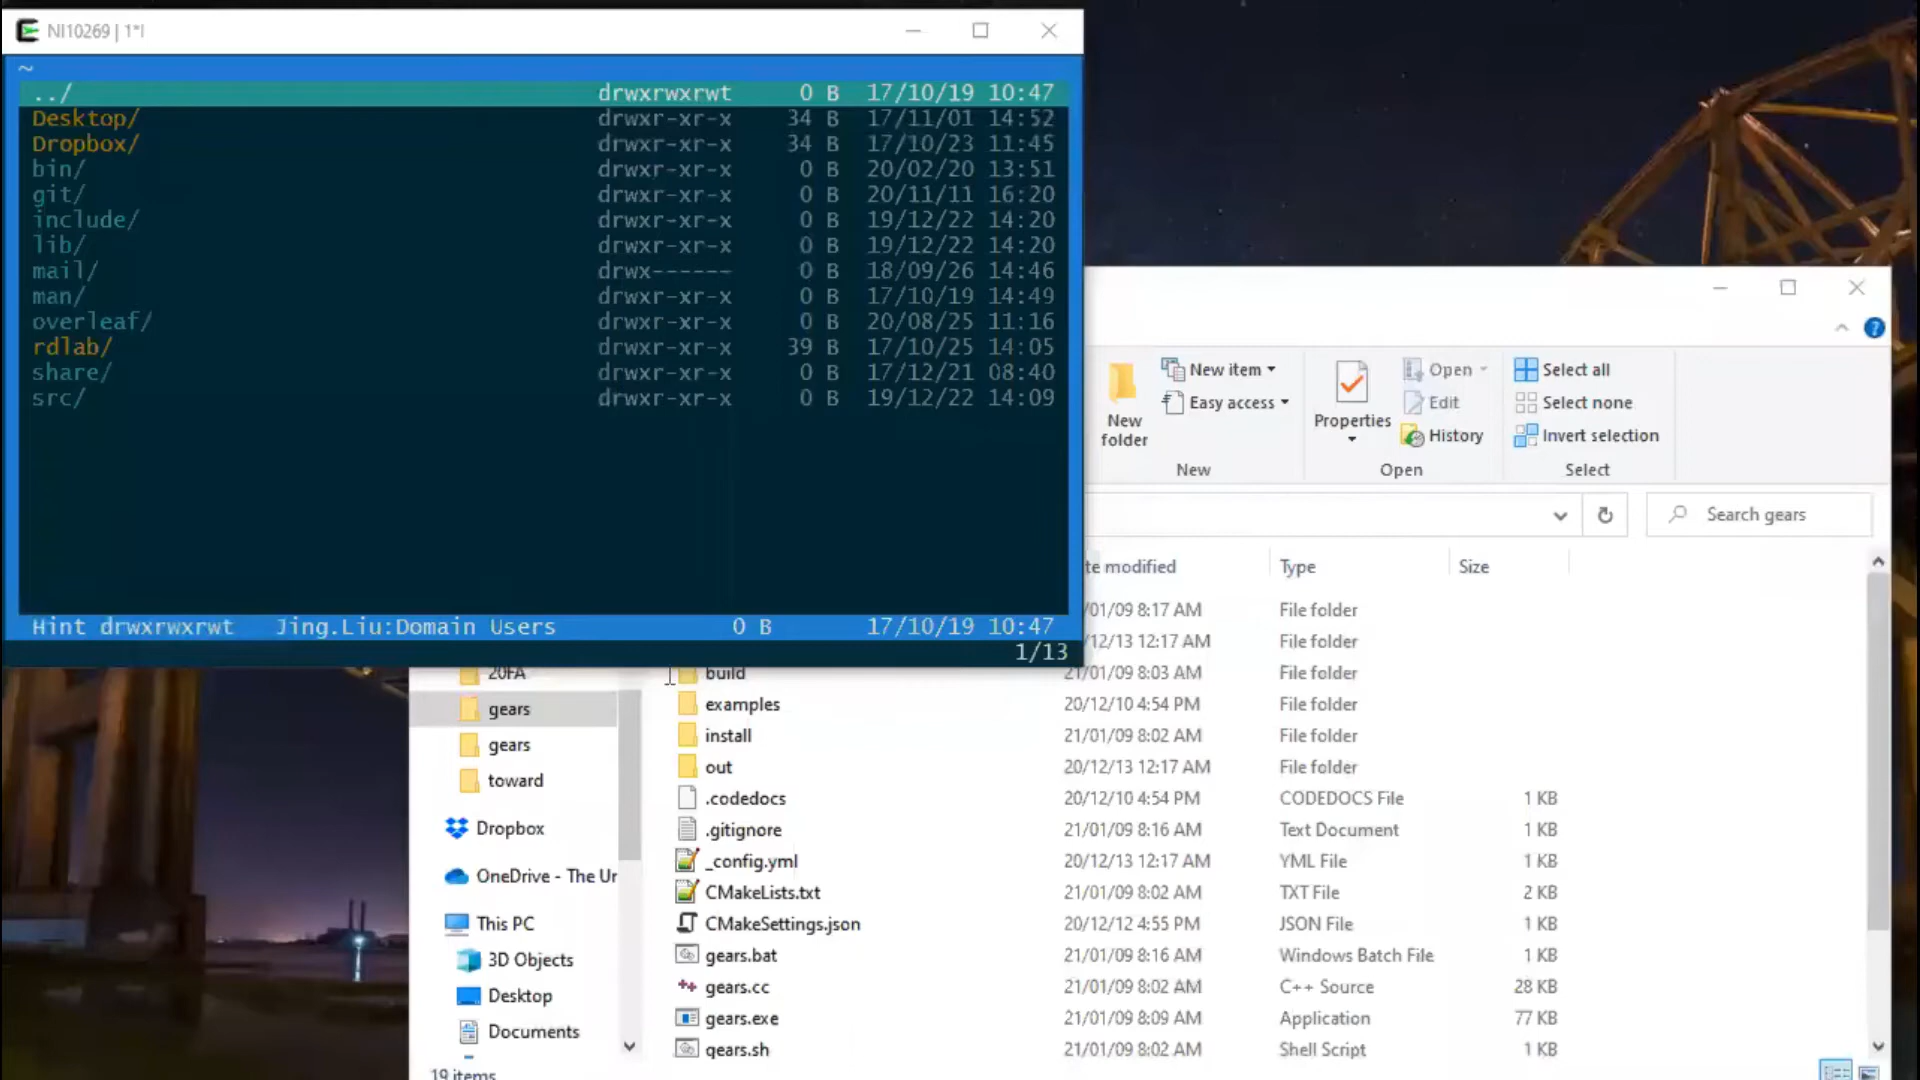 NI10269 | 1*I
~
../ drwxrwxrwt 0 B 17/10/19 10:47
Desktop/ drwxr-xr-x 34 B 17/11/01 14:52
Dropbox/ drwxr-xr-x 34 B 17/10/23 11:45
bin/ drwxr-xr-x 0 B 20/02/20 13:51
git/ drwxr-xr-x 0 B 20/11/11 16:20
include/ drwxr-xr-x 0 B 19/12/22 14:20
lib/ drwxr-xr-x 0 B 19/12/22 14:20
mail/ drwx------ 0 B 18/09/26 14:46
man/ drwxr-xr-x 0 B 17/10/19 14:49
overleaf/ drwxr-xr-x 0 B 20/08/25 11:16
rdlab/ drwxr-xr-x 39 B 17/10/25 14:05
share/ drwxr-xr-x 0 B 17/12/21 08:40
src/ drwxr-xr-x 0 B 19/12/22 14:09
Hint drwxrwxrwt Jing.Liu:Domain Users 0 B 17/10/19 10:47
1/13
New folder
New item
Easy access
New
Properties
Open
Edit
History
Open
Select all
Select none
Invert selection
Select
Search gears
te modified Type Size
/01/09 8:17 AM File folder
/12/13 12:17 AM File folder
build 21/01/09 8:03 AM File folder
examples 20/12/10 4:54 PM File folder
install 21/01/09 8:02 AM File folder
out 20/12/13 12:17 AM File folder
.codedocs 20/12/10 4:54 PM CODEDOCS File 1 KB
.gitignore 21/01/09 8:16 AM Text Document 1 KB
_config.yml 20/12/13 12:17 AM YML File 1 KB
CMakeLists.txt 21/01/09 8:02 AM TXT File 2 KB
CMakeSettings.json 20/12/12 4:55 PM JSON File 1 KB
gears.bat 21/01/09 8:16 AM Windows Batch File 1 KB
gears.cc 21/01/09 8:02 AM C++ Source 28 KB
gears.exe 21/01/09 8:09 AM Application 77 KB
gears.sh 21/01/09 8:02 AM Shell Script 1 KB
20FA
gears
gears
toward
Dropbox
OneDrive - The Ur
This PC
3D Objects
Desktop
Documents
19 items